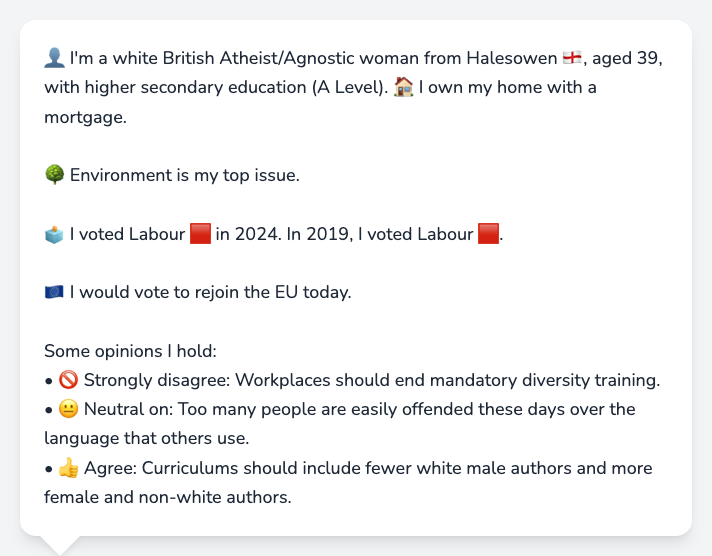 👤 I'm a white British Atheist/Agnostic woman from Halesowen 🏴󠁧󠁢󠁥󠁮󠁧󠁿, aged 39,
with higher secondary education (A Level). 🏠 I own my home with a
mortgage.
🌳 Environment is my top issue.
🗳️ I voted Labour 🟥 in 2024. In 2019, I voted Labour 🟥.
🇪🇺 I would vote to rejoin the EU today.
Some opinions I hold:
• 🚫 Strongly disagree: Workplaces should end mandatory diversity training.
• 😐 Neutral on: Too many people are easily offended these days over the
language that others use.
• 👍 Agree: Curriculums should include fewer white male authors and more
female and non-white authors.